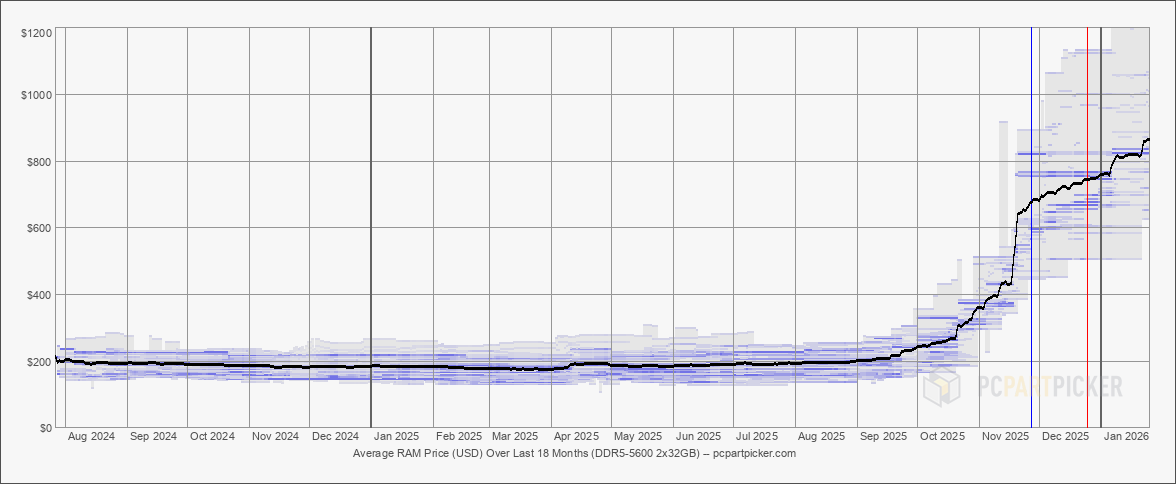 $1200
$1000
$800
$600
$400
$200
$0
PCPARTPICKER
Aug 2024 Sep 2024 Oct 2024 Nov 2024 Dec 2024 Jan 2025 Feb 2025 Mar 2025 Apr 2025 May 2025 Jun 2025 Jul 2025 Aug 2025 Sep 2025 Oct 2025 Nov 2025 Dec 2025 Jan 2026
Average RAM Price (USD) Over Last 18 Months (DDR5-5600 2x32GB) -- pcpartpicker.com